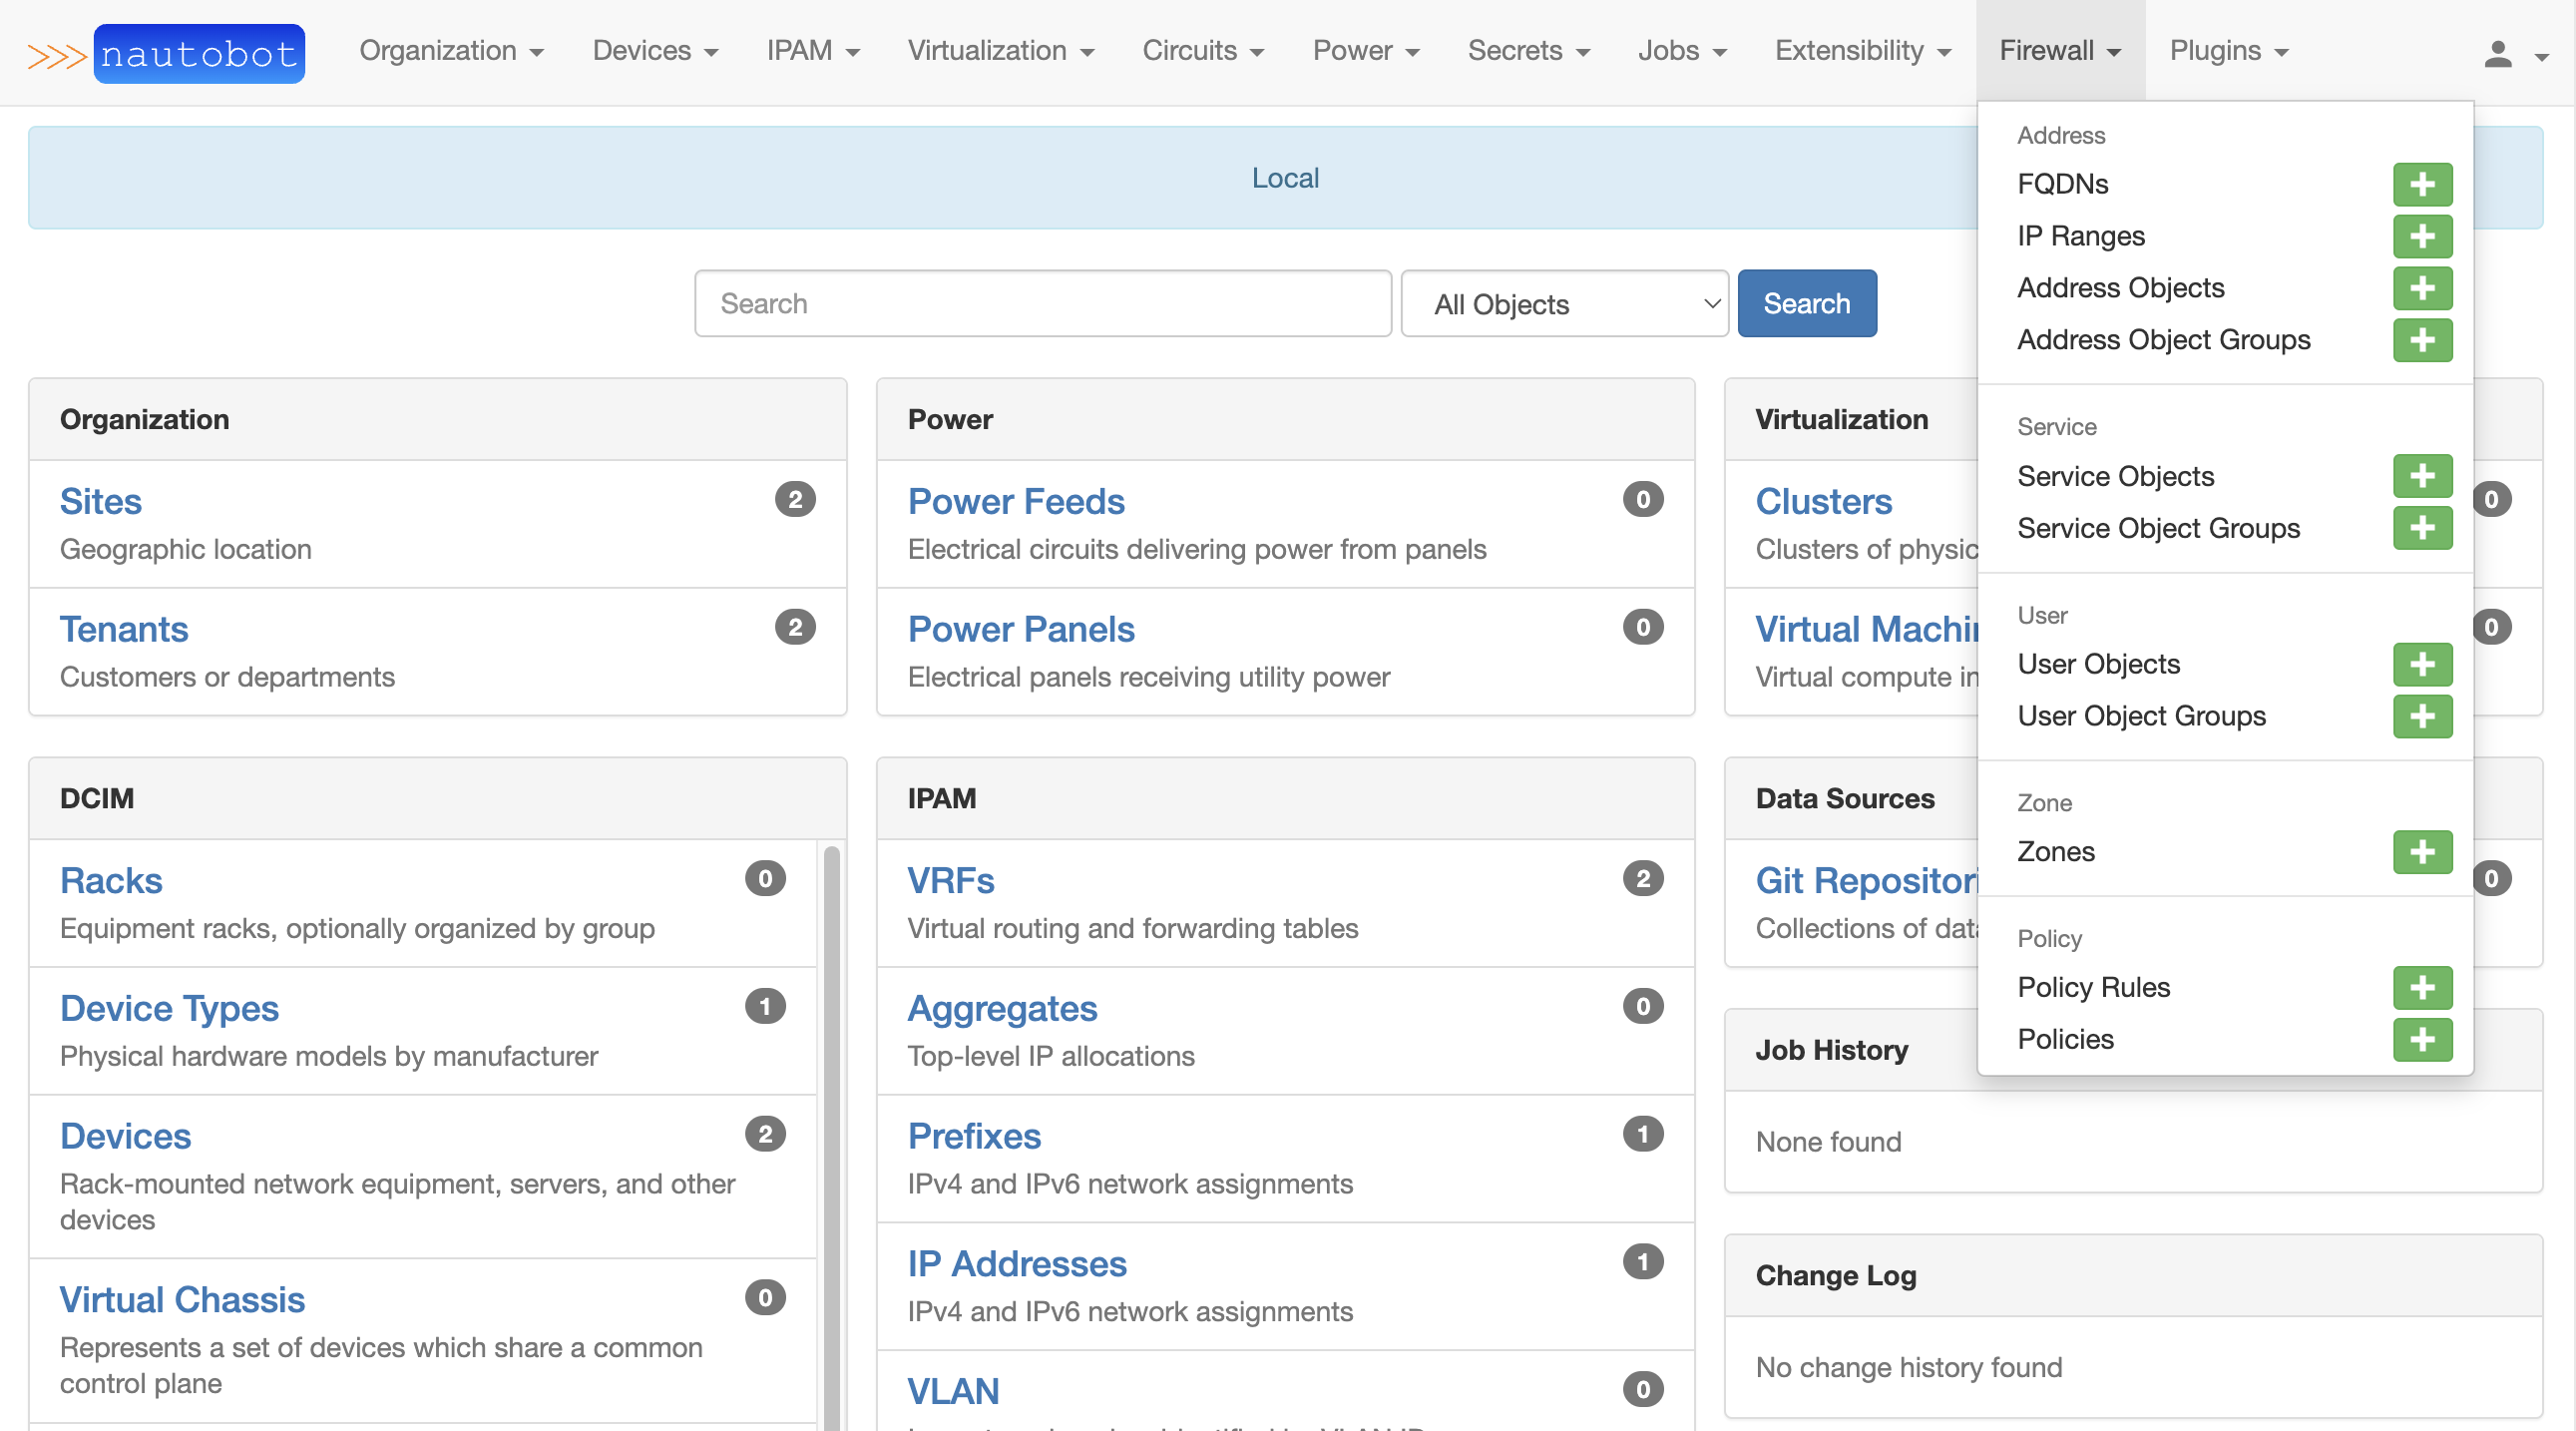 >>> nautobot Organization Devices IPAM Virtualization Circuits Power Secrets Jobs Extensibility Firewall Plugins
Local
Search All Objects Search
Address
FQDNs
IP Ranges
Address Objects
Address Object Groups
Service
Service Objects
Service Object Groups
User
User Objects
User Object Groups
Zone
Zones
Policy
Policy Rules
Policies
Organization
Sites 2
Geographic location
Tenants 2
Customers or departments
DCIM
Racks 0
Equipment racks, optionally organized by group
Device Types 1
Physical hardware models by manufacturer
Devices 2
Rack-mounted network equipment, servers, and other
devices
Virtual Chassis 0
Represents a set of devices which share a common
control plane
Power
Power Feeds 0
Electrical circuits delivering power from panels
Power Panels 0
Electrical panels receiving utility power
IPAM
VRFs 2
Virtual routing and forwarding tables
Aggregates 0
Top-level IP allocations
Prefixes 1
IPv4 and IPv6 network assignments
IP Addresses 1
IPv4 and IPv6 network assignments
VLAN 0
Virtualization
Clusters 0
Clusters of physic
Virtual Machin 0
Virtual compute in
Data Sources
Git Repositori 0
Collections of data
Job History
None found
Change Log
No change history found